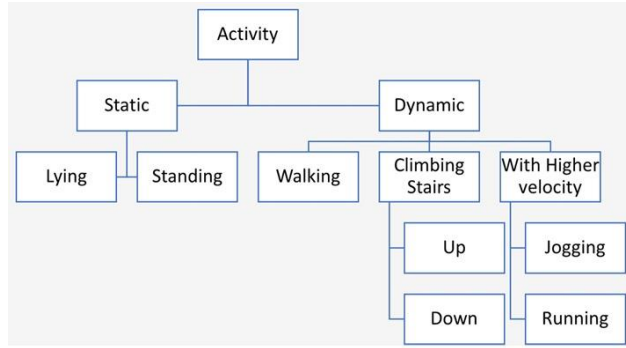 Activity
Static
Dynamic
Lying
Standing
Walking
Climbing
Stairs
With Higher
velocity
Up
Jogging
Down
Running